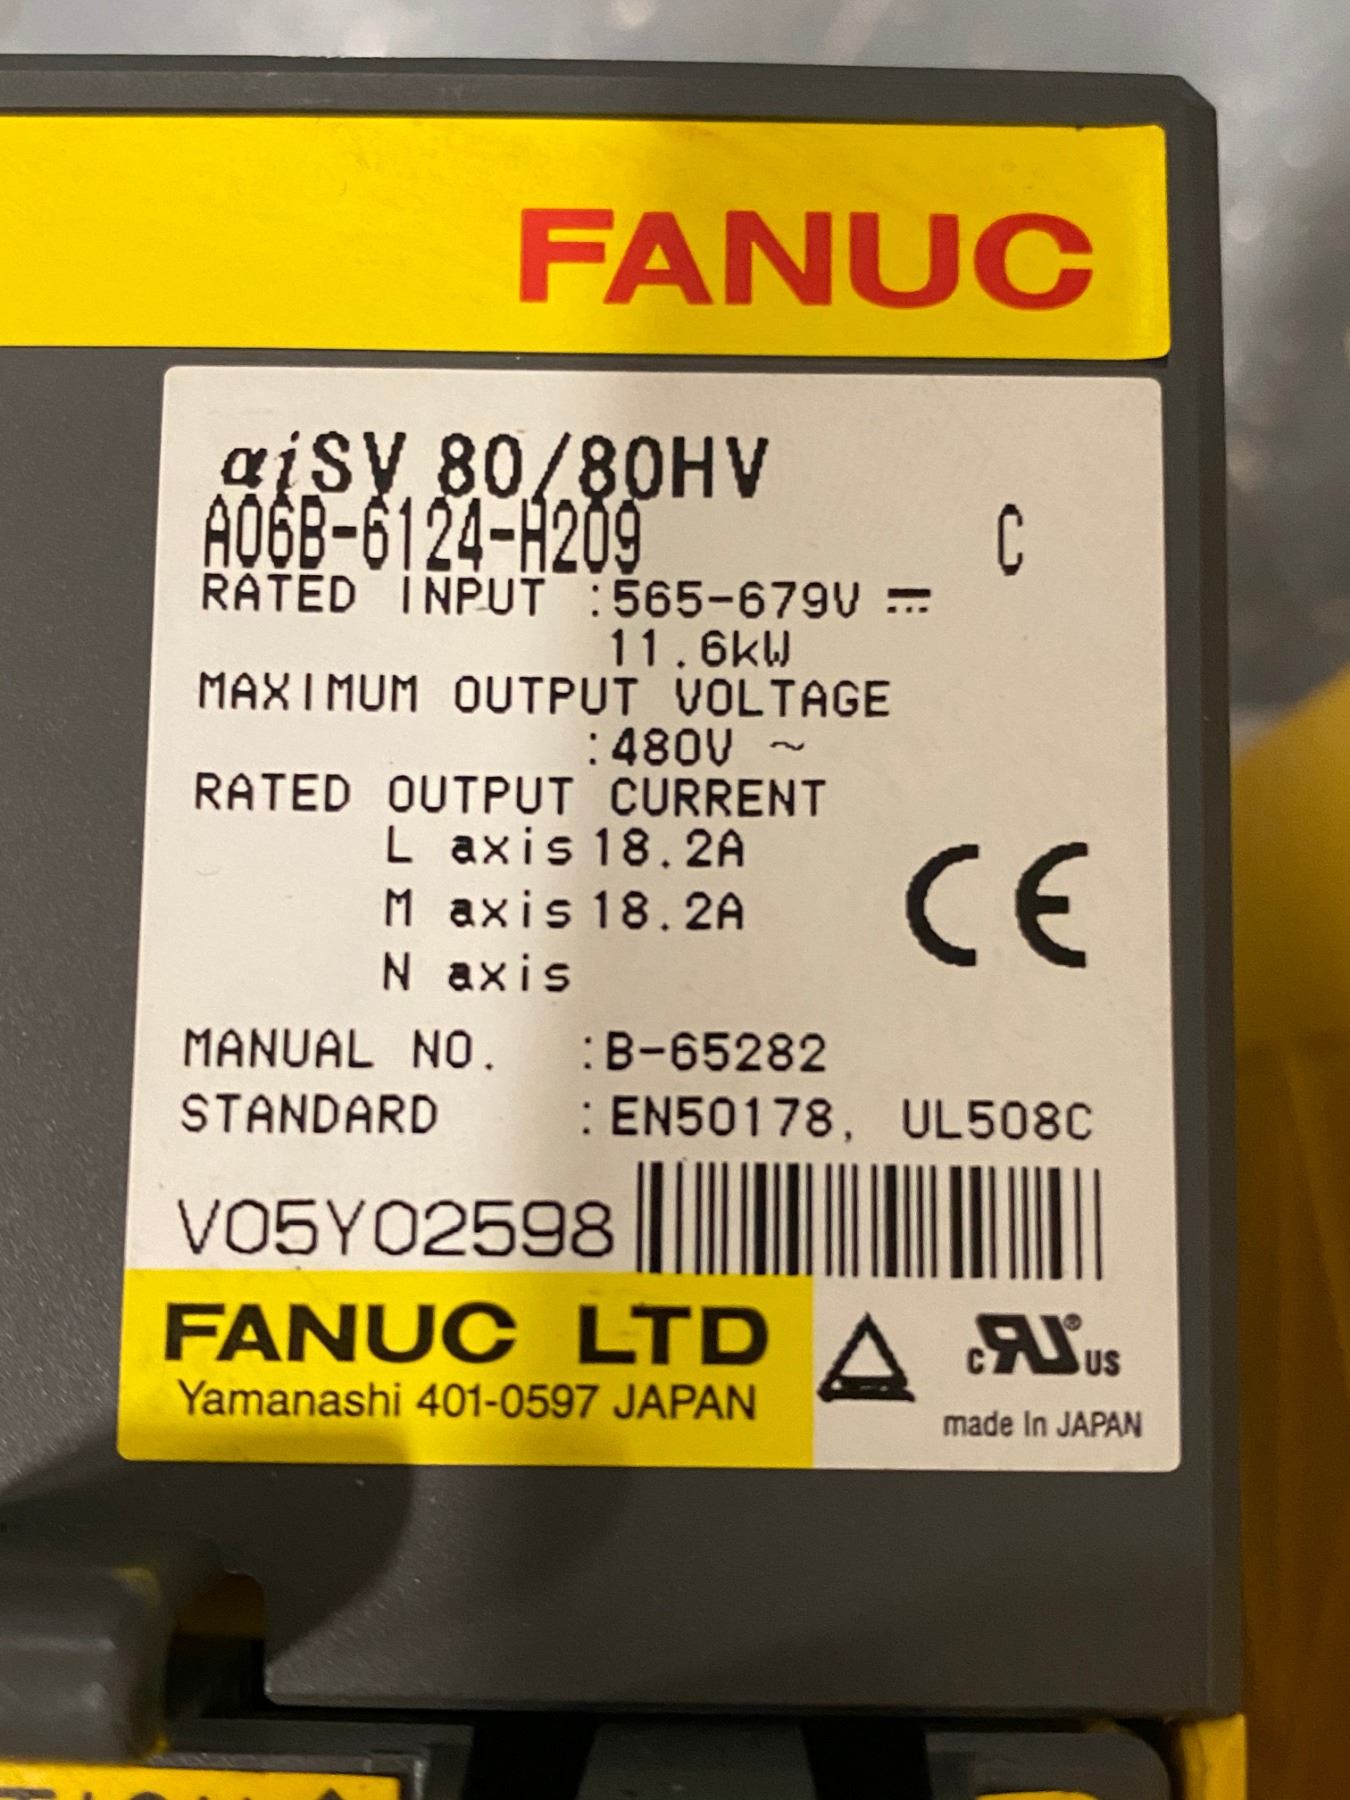 FANUC
αiSV 80/80HV
A06B-6124-H209 C
RATED INPUT :565-679V ⎓
11.6kW
MAXIMUM OUTPUT VOLTAGE
:480V ~
RATED OUTPUT CURRENT
L axis 18.2A
M axis 18.2A
N axis
CE
MANUAL NO. :B-65282
STANDARD :EN50178, UL508C
V05Y02598
FANUC LTD
Yamanashi 401-0597 JAPAN
c RU ® US
made In JAPAN